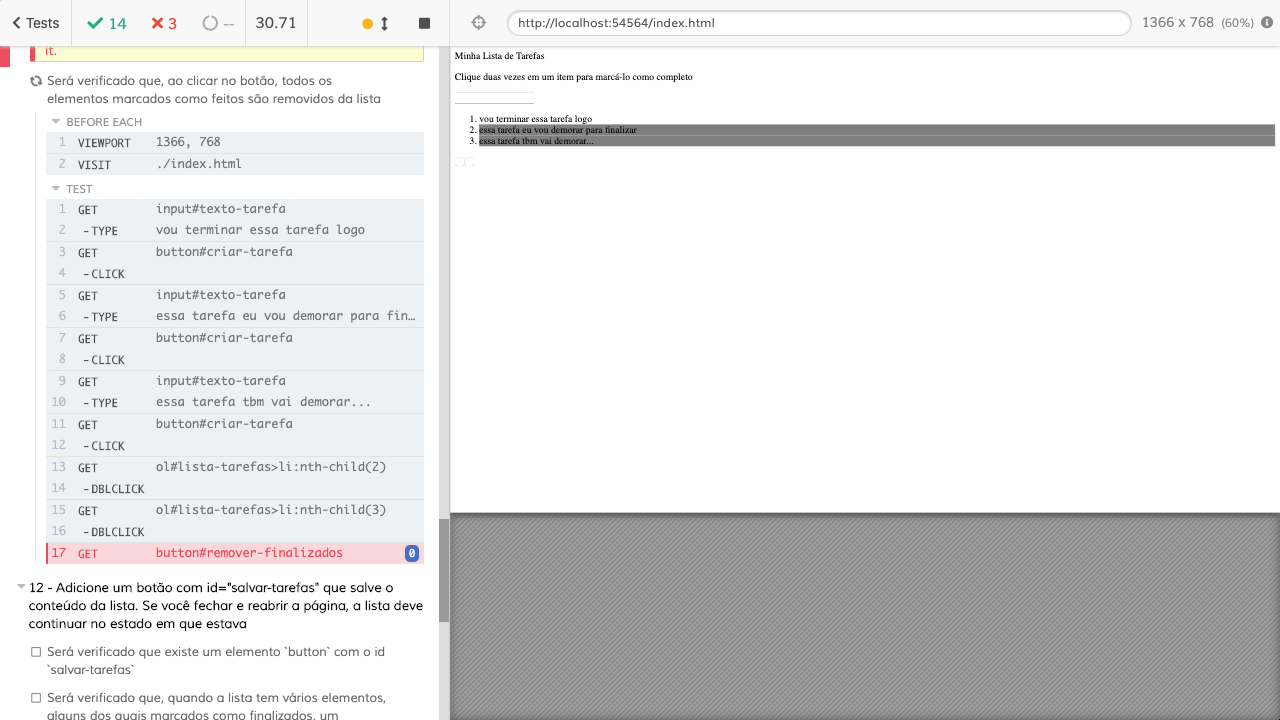 Tests
14
3
--
30.71
http://localhost:54564/index.html
1366 x 768 (60%)
it.
Será verificado que, ao clicar no botão, todos os
elementos marcados como feitos são removidos da lista
BEFORE EACH
1 VIEWPORT 1366, 768
2 VISIT ./index.html
TEST
1 GET input#texto-tarefa
2 -TYPE vou terminar essa tarefa logo
3 GET button#criar-tarefa
4 -CLICK
5 GET input#texto-tarefa
6 -TYPE essa tarefa eu vou demorar para fin…
7 GET button#criar-tarefa
8 -CLICK
9 GET input#texto-tarefa
10 -TYPE essa tarefa tbm vai demorar...
11 GET button#criar-tarefa
12 -CLICK
13 GET ol#lista-tarefas>li:nth-child(2)
14 -DBLCLICK
15 GET ol#lista-tarefas>li:nth-child(3)
16 -DBLCLICK
17 GET button#remover-finalizados 0
12 - Adicione um botão com id="salvar-tarefas" que salve o
conteúdo da lista. Se você fechar e reabrir a página, a lista deve
continuar no estado em que estava
Será verificado que existe um elemento `button` com o id
`salvar-tarefas`
Será verificado que, quando a lista tem vários elementos,
alguns dos quais marcados como finalizados, um
Minha Lista de Tarefas
Clique duas vezes em um item para marcá-lo como completo
1. vou terminar essa tarefa logo
2. essa tarefa eu vou demorar para finalizar
3. essa tarefa tbm vai demorar...